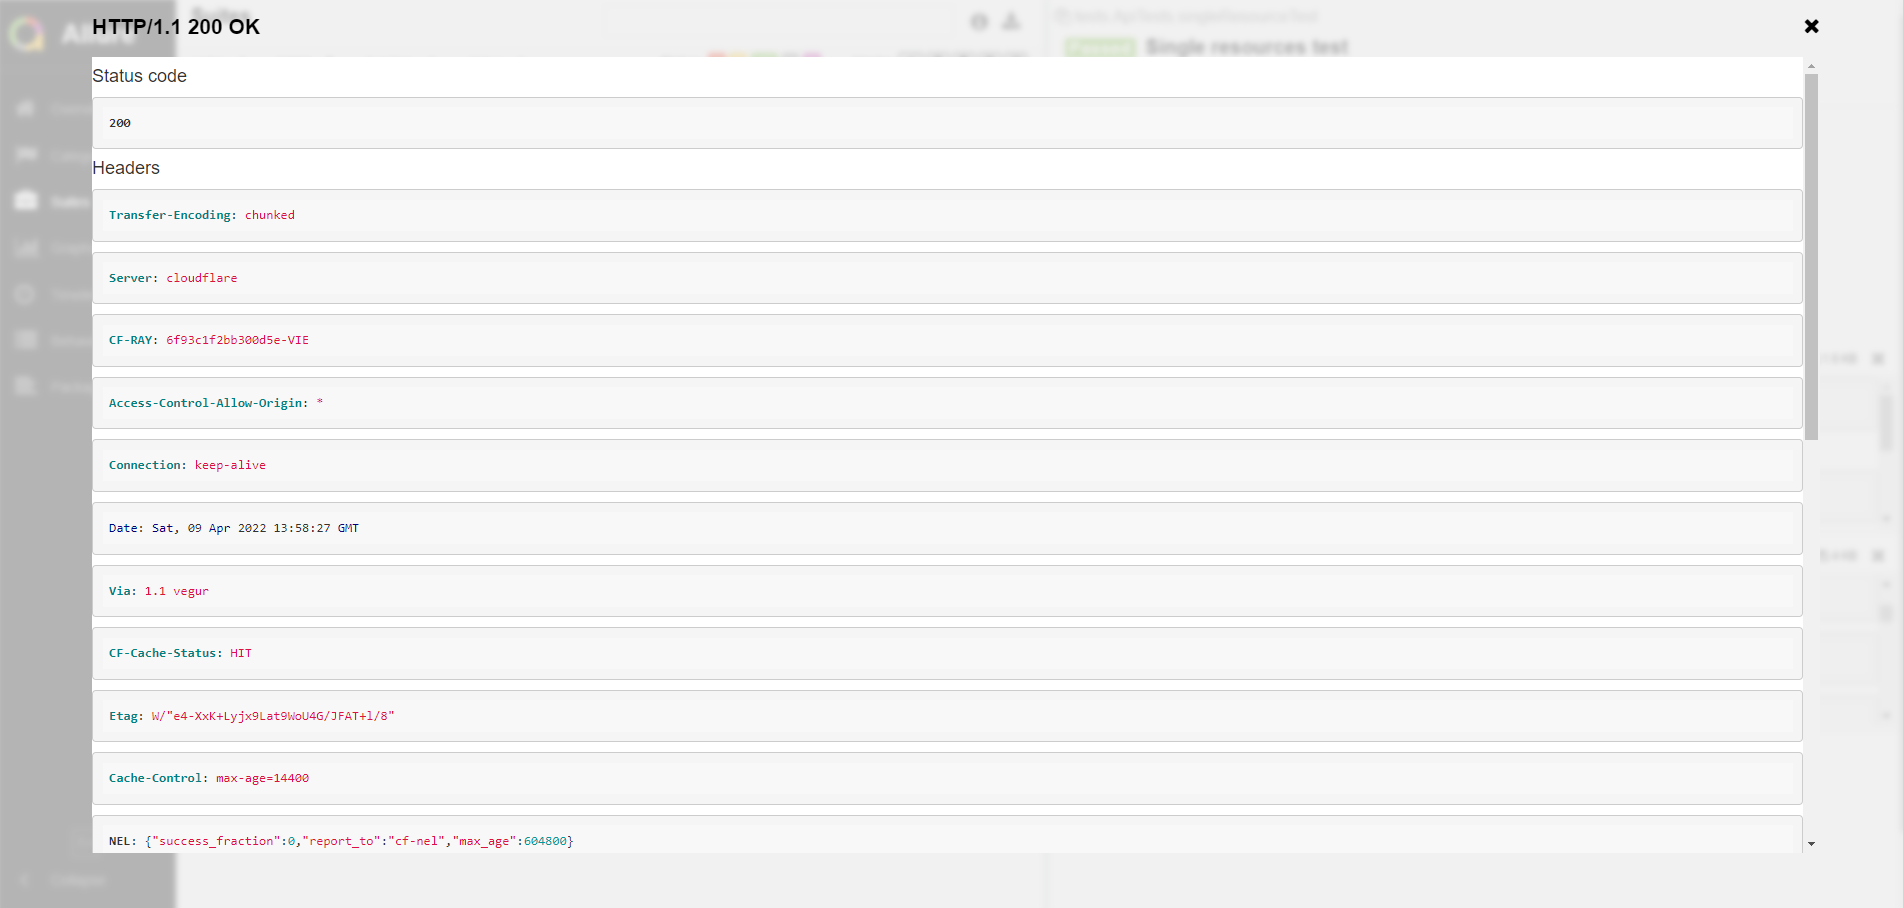 HTTP/1.1 200 OK
Single resources test
Status code
200
Headers
Transfer-Encoding: chunked
Server: cloudflare
CF-RAY: 6f93c1f2bb300d5e-VIE
Access-Control-Allow-Origin: *
Connection: keep-alive
Date: Sat, 09 Apr 2022 13:58:27 GMT
Via: 1.1 vegur
CF-Cache-Status: HIT
Etag: W/"e4-XxK+Lyjx9Lat9WoU4G/JFAT+l/8"
Cache-Control: max-age=14400
NEL: {"success_fraction":0,"report_to":"cf-nel","max_age":604800}